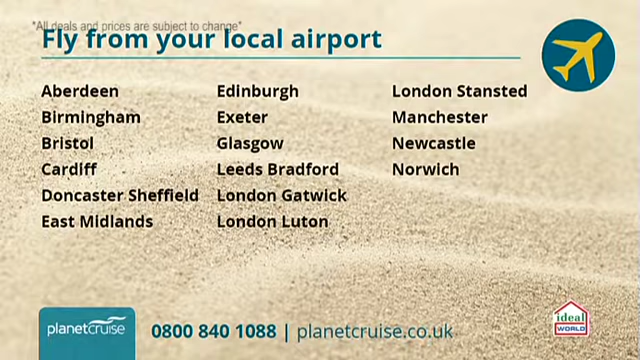 *All deals and prices are subject to change*
Fly from your local airport
Aberdeen
Birmingham
Bristol
Cardiff
Doncaster Sheffield
East Midlands
Edinburgh
Exeter
Glasgow
Leeds Bradford
London Gatwick
London Luton
London Stansted
Manchester
Newcastle
Norwich
planetcruise
0800 840 1088 | planetcruise.co.uk
ideal
WORLD